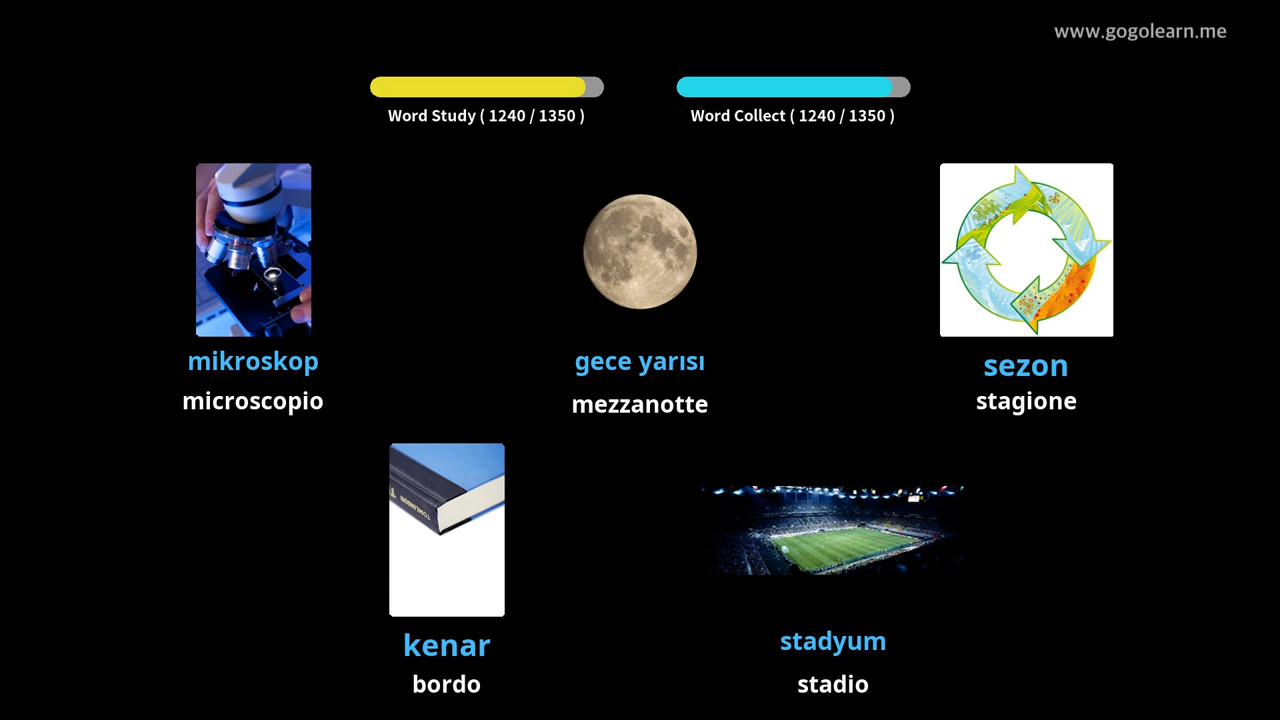 www.gogolearn.me
Word Study ( 1240 / 1350 )
Word Collect ( 1240 / 1350 )
mikroskop
microscopio
gece yarısı
mezzanotte
sezon
stagione
TOMLINSON
kenar
bordo
stadyum
stadio